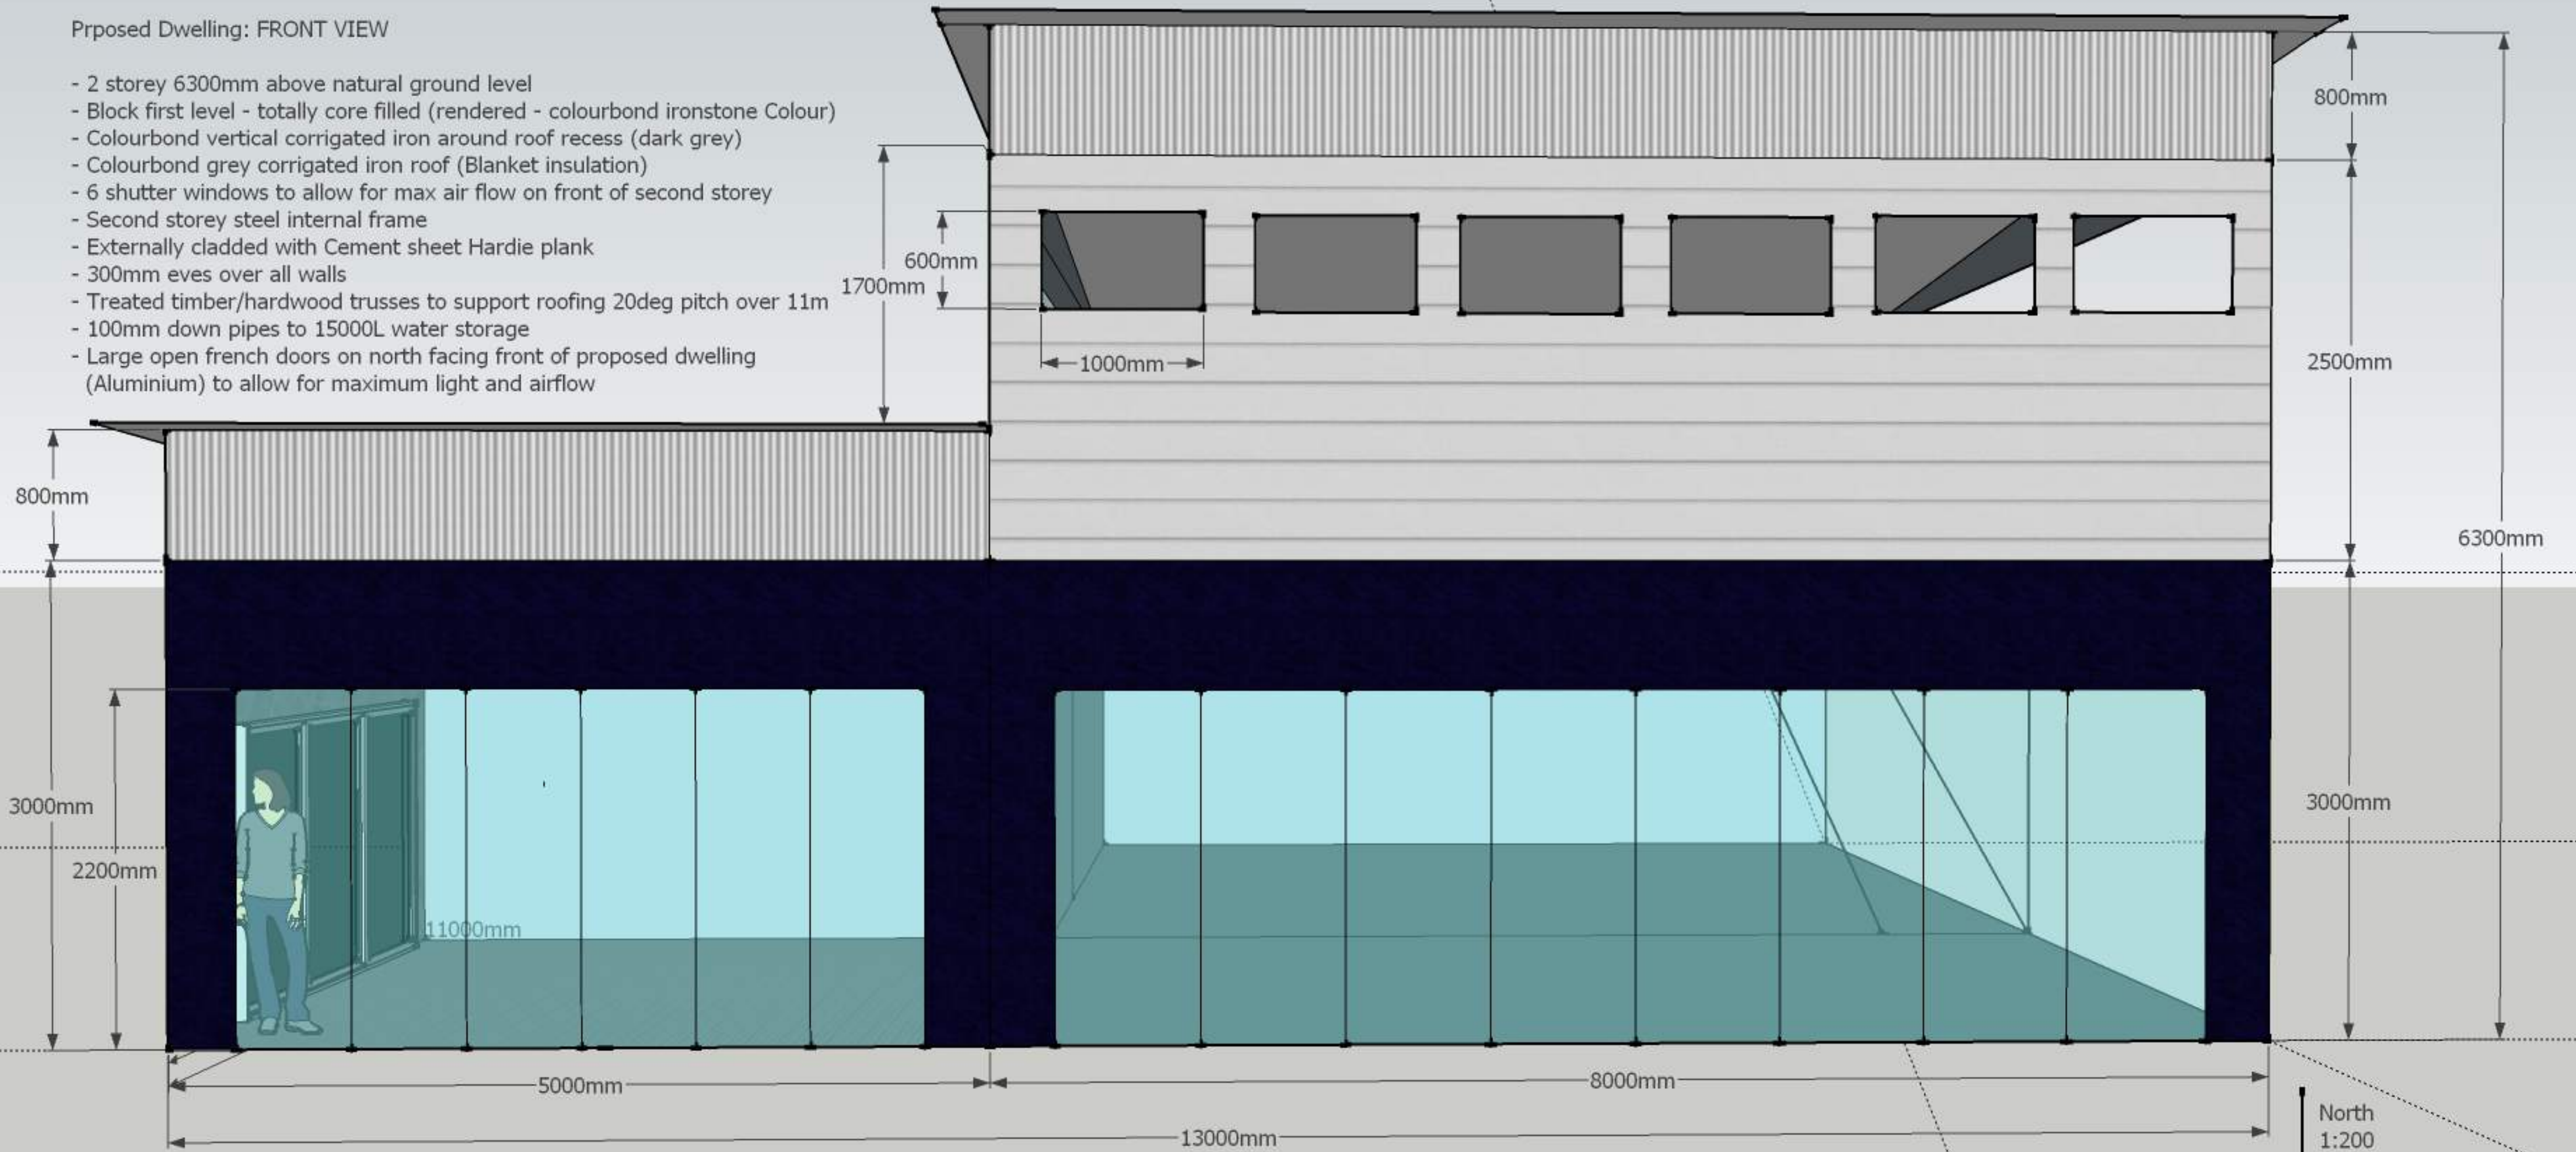 Prposed Dwelling: FRONT VIEW
- 2 storey 6300mm above natural ground level
- Block first level - totally core filled (rendered - colourbond ironstone Colour)
- Colourbond vertical corrigated iron around roof recess (dark grey)
- Colourbond grey corrigated iron roof (Blanket insulation)
- 6 shutter windows to allow for max air flow on front of second storey
- Second storey steel internal frame
- Externally cladded with Cement sheet Hardie plank
- 300mm eves over all walls
- Treated timber/hardwood trusses to support roofing 20deg pitch over 11m
- 100mm down pipes to 15000L water storage
- Large open french doors on north facing front of proposed dwelling
(Aluminium) to allow for maximum light and airflow
800mm
600mm
1700mm
1000mm
2500mm
800mm
6300mm
3000mm
3000mm
2200mm
11000mm
5000mm
8000mm
13000mm
North
1:200